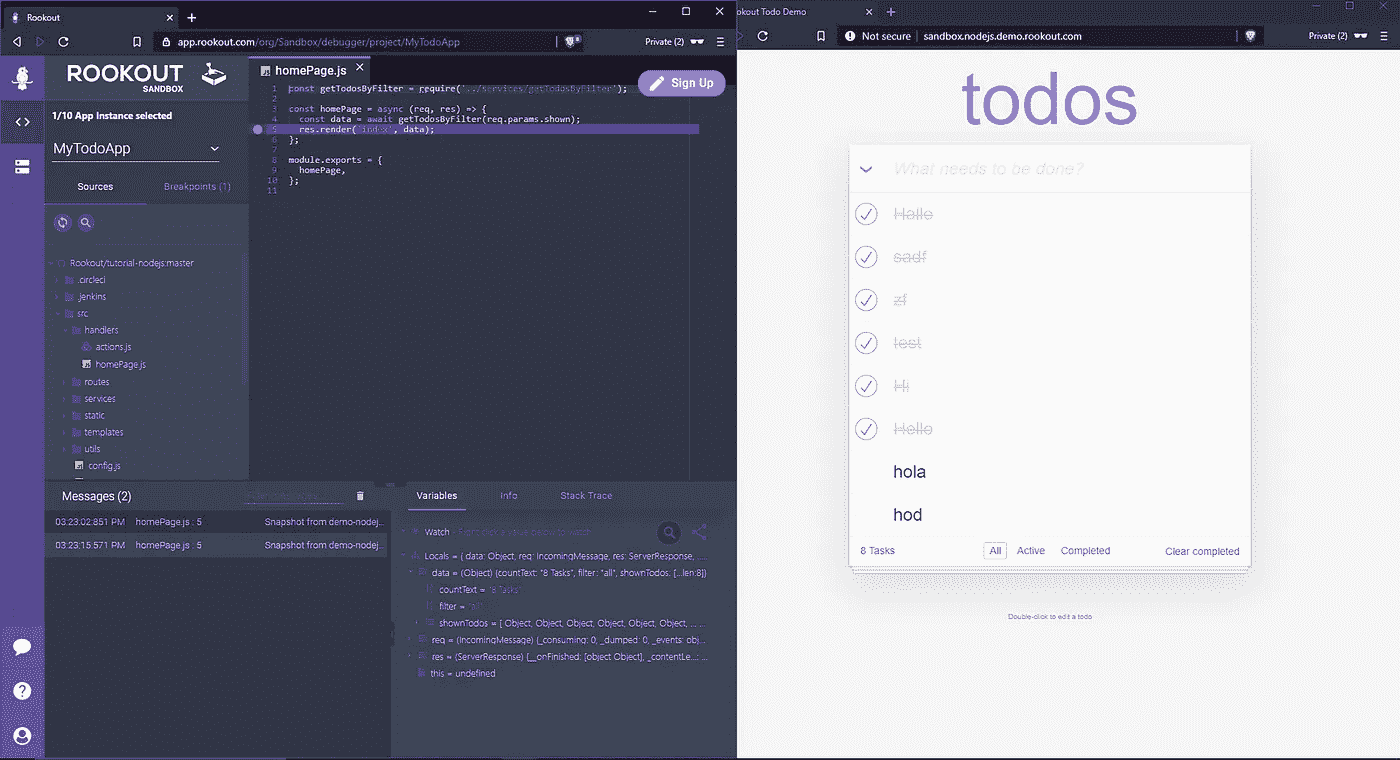 Rookout
app.rookout.com/org/Sandbox/debugger/project/MyTodoApp
Private (2)
ROOKOUT
SANDBOX
1/10 App Instance selected
MyTodoApp
Sources
Breakpoints (1)
Rookout/tutorial-nodejs:master
.circleci
.jenkins
src
handlers
actions.js
homePage.js
routes
services
static
templates
utils
config.js
homePage.js
Sign Up
1 const getTodosByFilter = require('../services/getTodosByFilter');
2
3 const homePage = async (req, res) => {
4 const data = await getTodosByFilter(req.params.shown);
5 res.render('index', data);
6 };
7
8 module.exports = {
9 homePage,
10 };
11
Messages (2)
03:23:02:851 PM homePage.js : 5 Snapshot from demo-nodej...
03:23:15:571 PM homePage.js : 5 Snapshot from demo-nodej...
Variables
Info
Stack Trace
Watch
Locals = { data: Object, req: IncomingMessage, res: ServerResponse, ...
data = (Object) {countText: "8 Tasks", filter: "all", shownTodos: [...len:8]}
countText = "8 Tasks"
filter = "all"
shownTodos = [ Object, Object, Object, Object, Object, Object, ... ...
req = (IncomingMessage) {_consuming: 0, _dumped: 0, _events: obj...
res = (ServerResponse) {__onFinished: [object Object], _contentLe... ...
this = undefined
okout Todo Demo
Not secure
sandbox.nodejs.demo.rookout.com
Private (2)
todos
What needs to be done?
Hallo
sadf
zf
test
Hi
Hello
hola
hod
8 Tasks
All
Active
Completed
Clear completed
Double-click to edit a todo